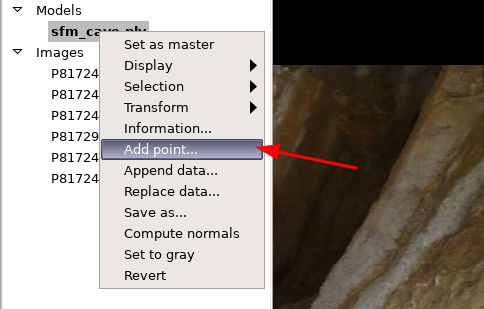 Models
sfm_cave.ply
Images
Set as master
P81724
Display
P81724
Selection
P81724
Transform
P81729
Information...
P81724
Add point...
P81724
Append data...
Replace data...
Save as...
Compute normals
Set to gray
Revert